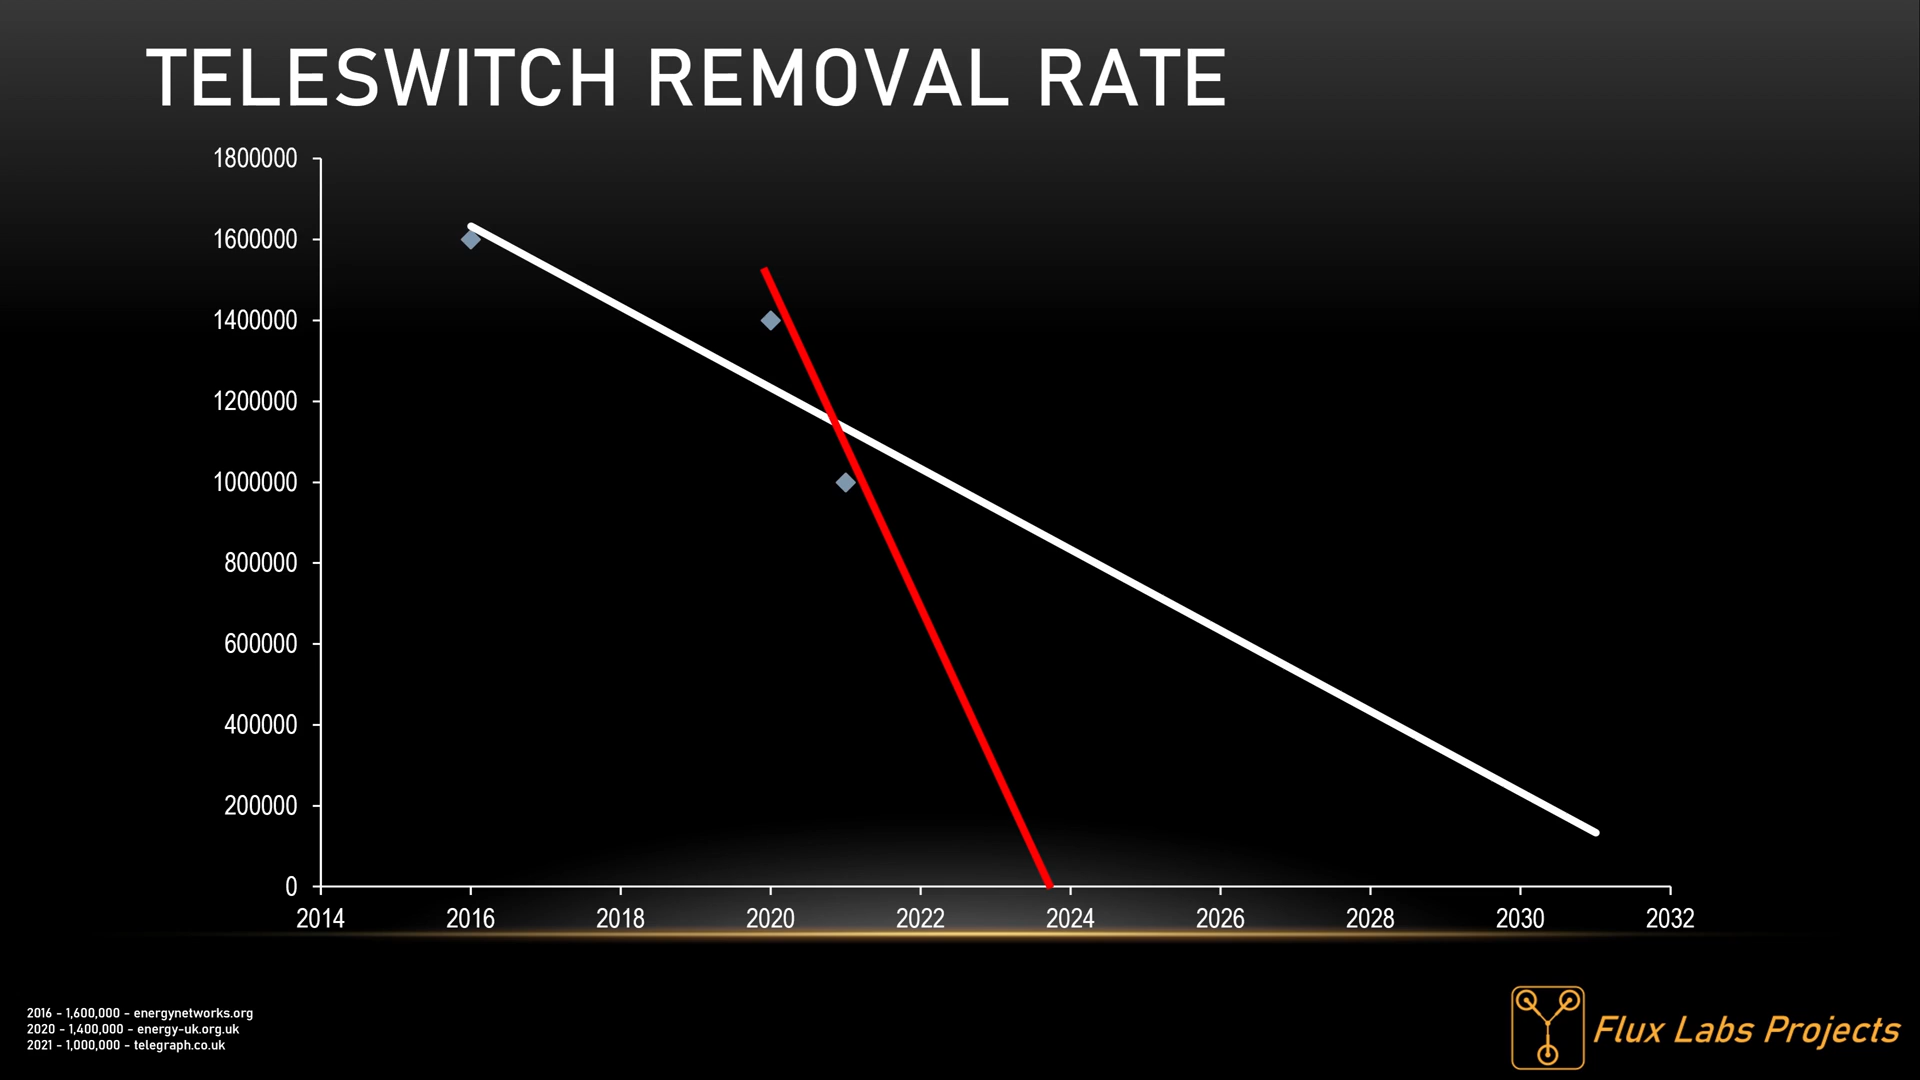 TELESWITCH REMOVAL RATE
1800000
1600000
1400000
1200000
1000000
800000
600000
400000
200000
0
2014 2016 2018 2020 2022 2024 2026 2028 2030 2032
2016 - 1,600,000 - energynetworks.org
2020 - 1,400,000 - energy-uk.org.uk
2021 - 1,000,000 - telegraph.co.uk
Flux Labs Projects